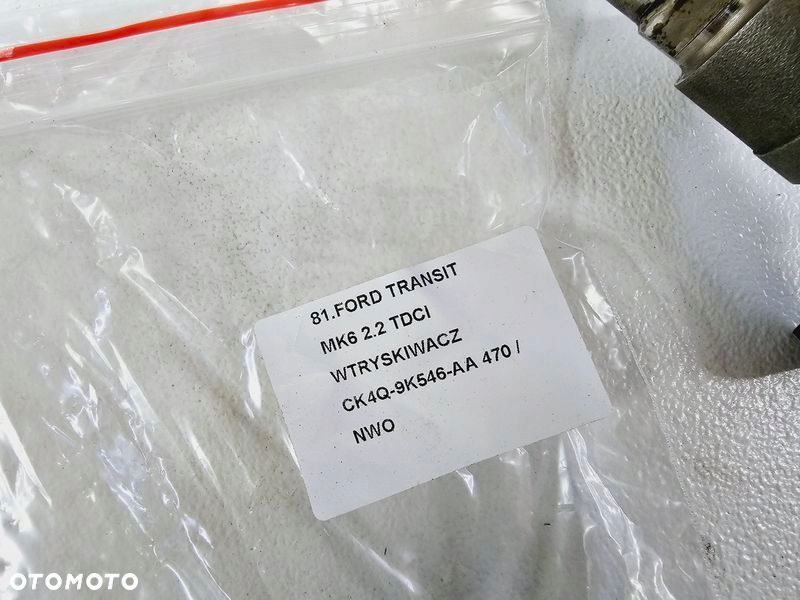 81.FORD TRANSIT
MK6 2.2 TDCI
WTRYSKIWACZ
CK4Q-9K546-AA 470 /
NWO
OTOMOTO